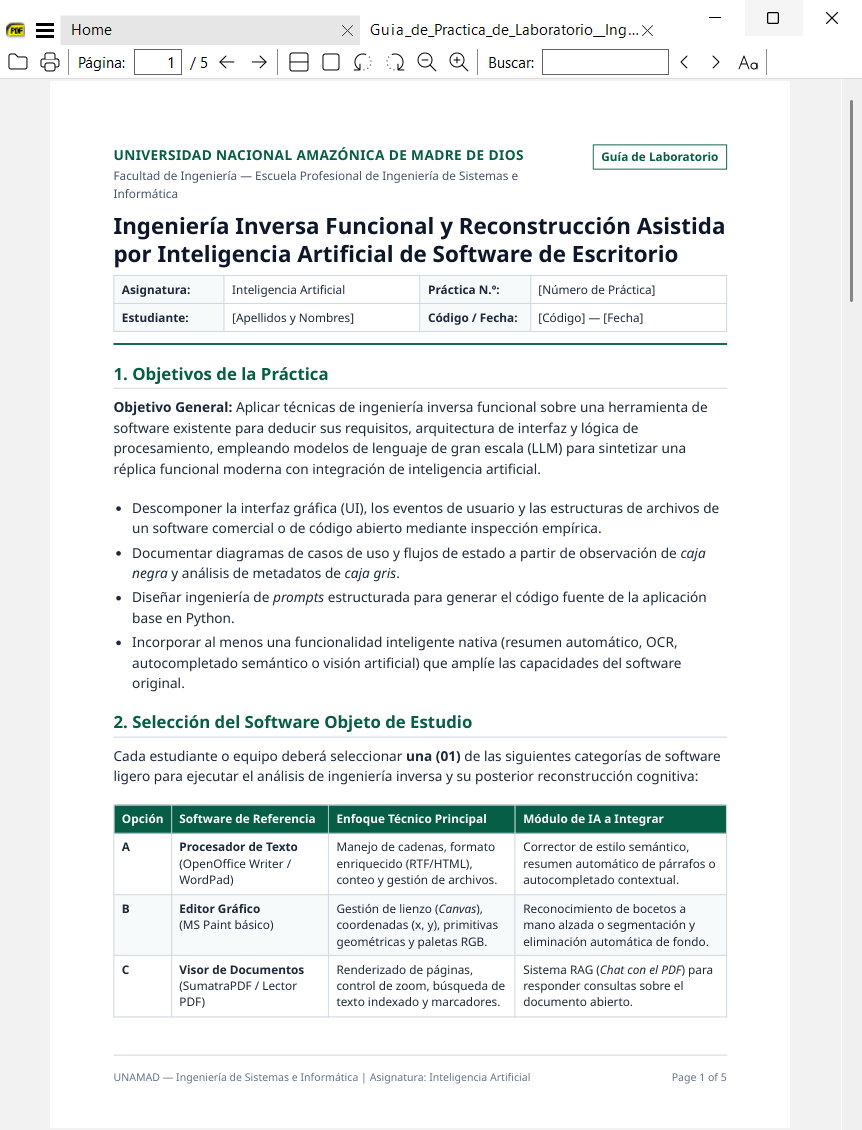 PDF
Home
Guia_de_Practica_de_Laboratorio__Ing...
Página: 1 / 5
Buscar:
Aa
UNIVERSIDAD NACIONAL AMAZÓNICA DE MADRE DE DIOS
Guía de Laboratorio
Facultad de Ingeniería — Escuela Profesional de Ingeniería de Sistemas e
Informática
Ingeniería Inversa Funcional y Reconstrucción Asistida
por Inteligencia Artificial de Software de Escritorio
Asignatura: Inteligencia Artificial Práctica N.°: [Número de Práctica]
Estudiante: [Apellidos y Nombres] Código / Fecha: [Código] — [Fecha]
1. Objetivos de la Práctica
Objetivo General: Aplicar técnicas de ingeniería inversa funcional sobre una herramienta de
software existente para deducir sus requisitos, arquitectura de interfaz y lógica de
procesamiento, empleando modelos de lenguaje de gran escala (LLM) para sintetizar una
réplica funcional moderna con integración de inteligencia artificial.
• Descomponer la interfaz gráfica (UI), los eventos de usuario y las estructuras de archivos de
un software comercial o de código abierto mediante inspección empírica.
• Documentar diagramas de casos de uso y flujos de estado a partir de observación de caja
negra y análisis de metadatos de caja gris.
• Diseñar ingeniería de prompts estructurada para generar el código fuente de la aplicación
base en Python.
• Incorporar al menos una funcionalidad inteligente nativa (resumen automático, OCR,
autocompletado semántico o visión artificial) que amplíe las capacidades del software
original.
2. Selección del Software Objeto de Estudio
Cada estudiante o equipo deberá seleccionar una (01) de las siguientes categorías de software
ligero para ejecutar el análisis de ingeniería inversa y su posterior reconstrucción cognitiva:
Opción Software de Referencia Enfoque Técnico Principal Módulo de IA a Integrar
A Procesador de Texto Manejo de cadenas, formato Corrector de estilo semántico,
(OpenOffice Writer / enriquecido (RTF/HTML), resumen automático de párrafos o
WordPad) conteo y gestión de archivos. autocompletado contextual.
B Editor Gráfico Gestión de lienzo (Canvas), Reconocimiento de bocetos a
(MS Paint básico) coordenadas (x, y), primitivas mano alzada o segmentación y
geométricas y paletas RGB. eliminación automática de fondo.
C Visor de Documentos Renderizado de páginas, Sistema RAG (Chat con el PDF) para
(SumatraPDF / Lector control de zoom, búsqueda de responder consultas sobre el
PDF) texto indexado y marcadores. documento abierto.
UNAMAD — Ingeniería de Sistemas e Informática | Asignatura: Inteligencia Artificial Page 1 of 5